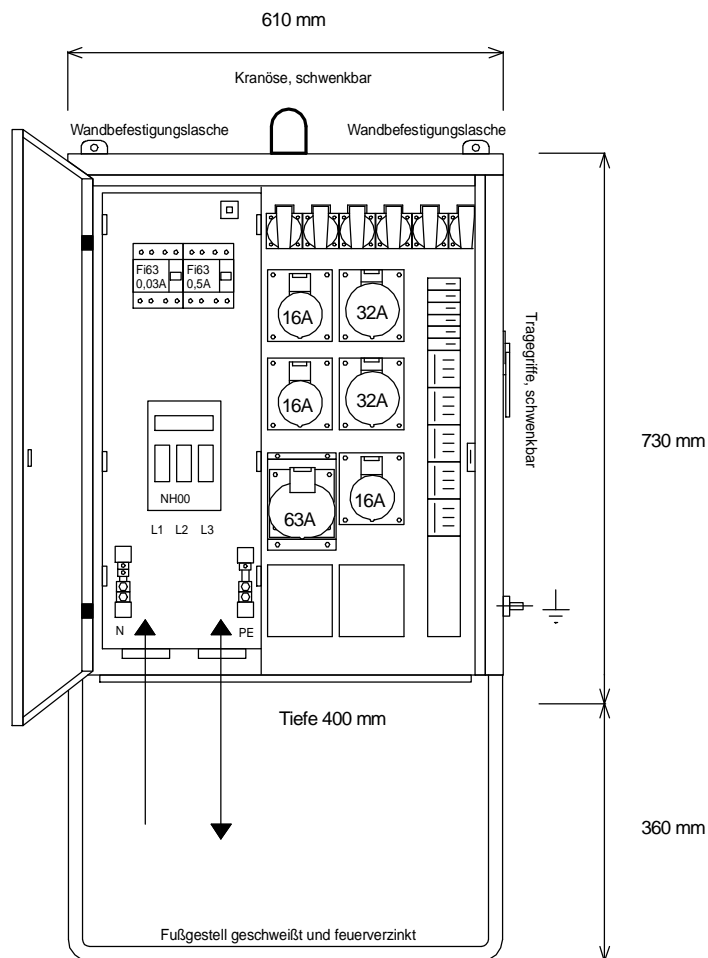 610 mm
Kranöse, schwenkbar
Wandbefestigungslasche
Wandbefestigungslasche
Fi63
0,03A
Fi63
0,5A
16A
32A
16A
32A
63A
16A
NH00
L1 L2 L3
N
PE
Tragegriffe, schwenkbar
730 mm
Tiefe 400 mm
360 mm
Fußgestell geschweißt und feuerverzinkt